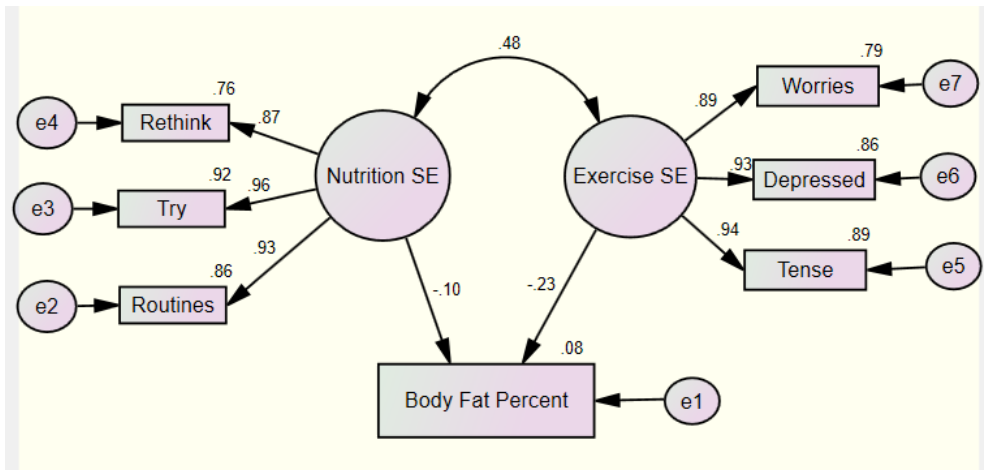 .48
.79
.76
e7
Worries
.89
e4
Rethink
.87
.86
Nutrition SE
Exercise SE
.93
Depressed
e6
.92
.96
e3
Try
.94
.89
.93
Tense
e5
.86
e2
Routines
-.10
-.23
.08
Body Fat Percent
e1